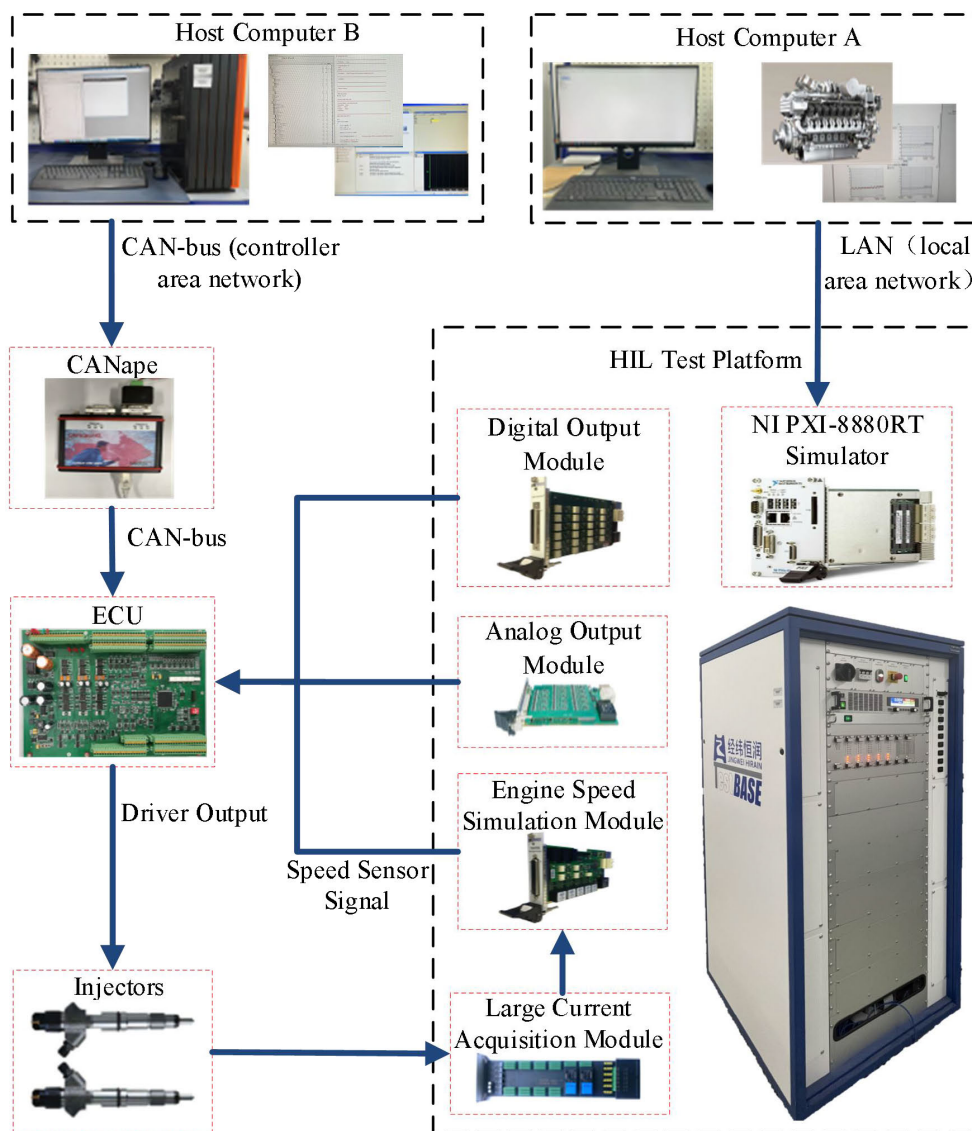 Host Computer B
Host Computer A
CAN-bus (controller
area network)
LAN（local
area network）
CANape
HIL Test Platform
Digital Output
Module
NI PXI-8880RT
Simulator
CAN-bus
ECU
Analog Output
Module
经纬恒润
JINGWEI HIRAIN
BASE
Engine Speed
Simulation Module
Driver Output
Speed Sensor
Signal
Injectors
Large Current
Acquisition Module